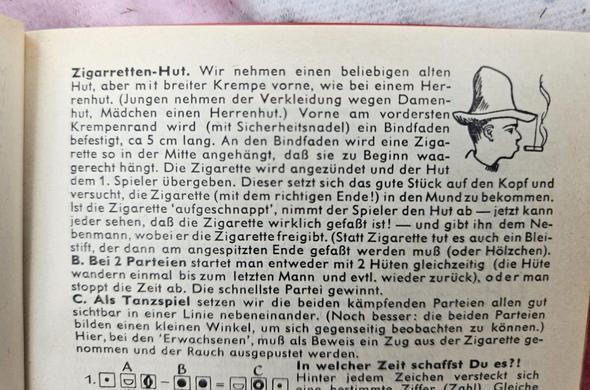 Zigarretten-Hut. Wir nehmen einen beliebigen alten
Hut, aber mit breiter Krempe vorne, wie bei einem Her-
renhut. (Jungen nehmen der Verkleidung wegen Damen-
hut, Mädchen einen Herrenhut.) Vorne am vordersten
Krempenrand wird (mit Sicherheitsnadel) ein Bindfaden
befestigt, ca 5 cm lang. An den Bindfaden wird eine Ziga-
rette so in der Mitte angehängt, daß sie zu Beginn waa-
gerecht hängt. Die Zigarette wird angezündet und der Hut
dem 1. Spieler übergeben. Dieser setzt sich das gute Stück auf den Kopf und
versucht, die Zigarette (mit dem richtigen Ende!) in den Mund zu bekommen.
Ist die Zigarette 'aufgeschnappt', nimmt der Spieler den Hut ab — jetzt kann
jeder sehen, daß die Zigarette wirklich gefaßt ist! — und gibt ihn dem Ne-
benmann, wobei er die Zigarette freigibt. (Statt Zigarette tut es auch ein Blei-
stift, der dann am angespitzten Ende gefaßt werden muß (oder Hölzchen).
B. Bei 2 Parteien starten man entweder mit 2 Hüten gleichzeitig (die Hüte
wandern einmal bis zum letzten Mann und evtl. wieder zurück), oder man
stoppt die Zeit ab. Die schnellste Partei gewinnt.
C. Als Tanzspiel setzen wir die beiden kämpfenden Parteien allen gut
sichtbar in einer Linie nebeneinander. (Noch besser: die beiden Parteien
bilden einen kleinen Winkel, um sich gegenseitig beobachten zu können.)
Hier, bei den 'Erwachsenen', muß als Beweis ein Zug aus der Zigarette ge-
nommen und der Rauch ausgepustet werden.
A B C
In welcher Zeit schaffst Du es?!
1. − =
Hinter jedem Zeichen versteckt sich
eine bestimmte Ziffer (Zahl). Gleiche